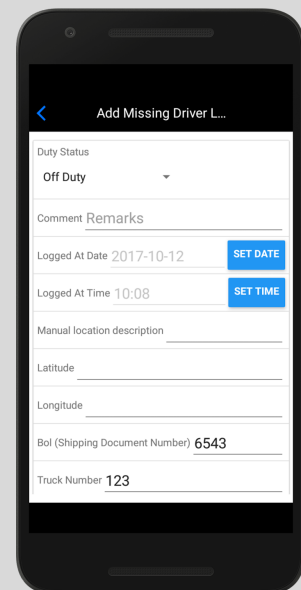 Add Missing Driver L...
Duty Status
Off Duty
Comment Remarks
Logged At Date 2017-10-12 SET DATE
Logged At Time 10:08 SET TIME
Manual location description
Latitude
Longitude
Bol (Shipping Document Number) 6543
Truck Number 123